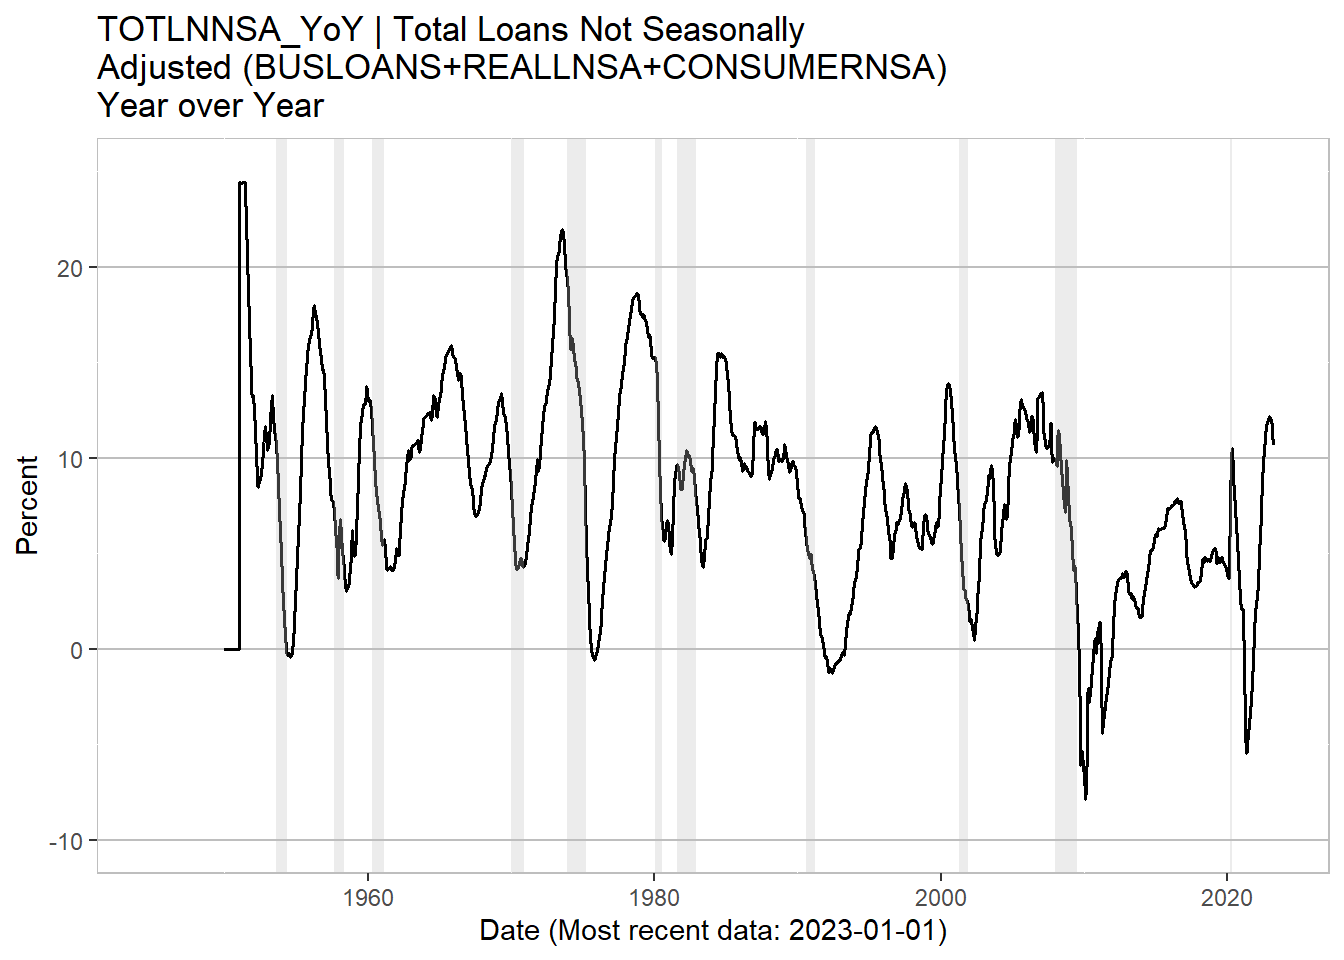 TOTLNNSA_YoY | Total Loans Not Seasonally
Adjusted (BUSLOANS+REALLNSA+CONSUMERNSA)
Year over Year
20
10
0
-10
Percent
1960 1980 2000 2020
Date (Most recent data: 2023-01-01)